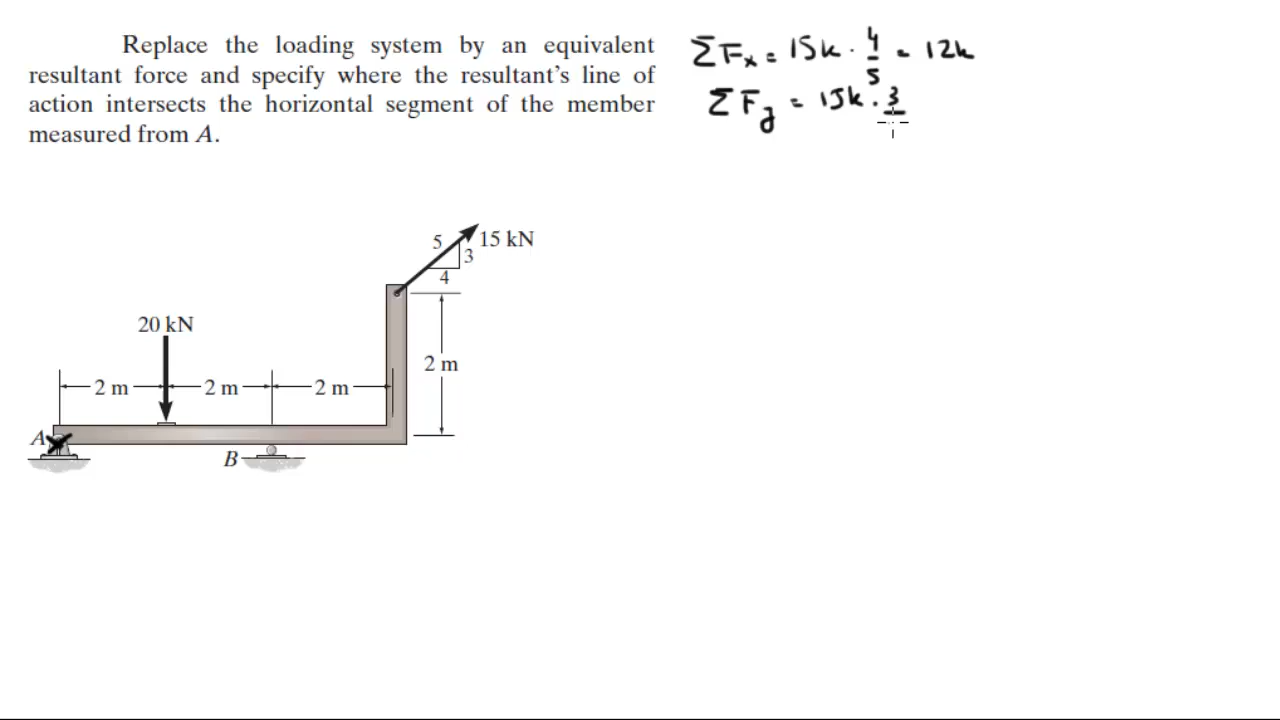 Replace the loading system by an equivalent
resultant force and specify where the resultant's line of
action intersects the horizontal segment of the member
measured from A.
ΣFx = 15k · 4/5 = 12k
ΣFy = 15k · 3
5
15 kN
3
4
20 kN
2 m
2 m
2 m
2 m
A
B